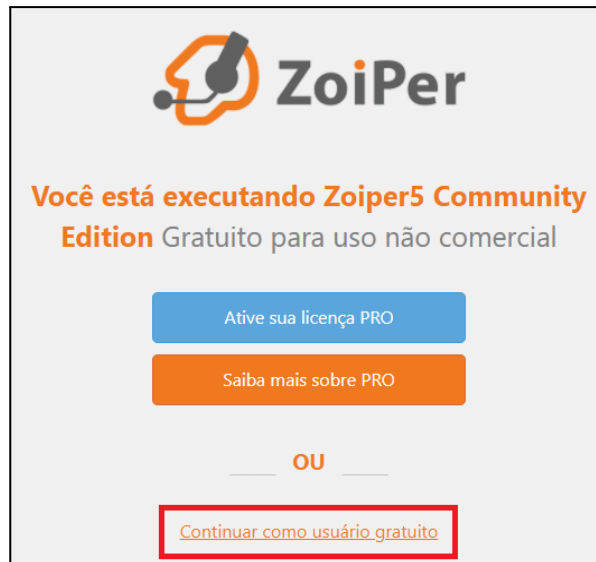 ZoiPer
Você está executando Zoiper5 Community
Edition Gratuito para uso não comercial
Ative sua licença PRO
Saiba mais sobre PRO
OU
Continuar como usuário gratuito